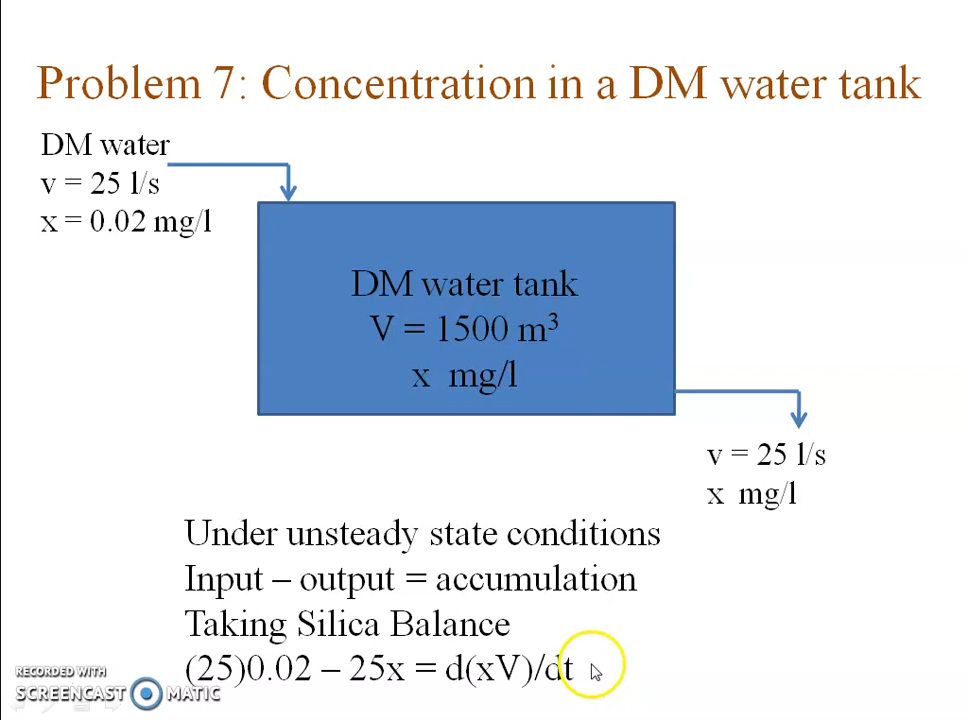 Problem 7: Concentration in a DM water tank
DM water
v = 25 l/s
x = 0.02 mg/l
DM water tank
V = 1500 m³
x mg/l
v = 25 l/s
x mg/l
Under unsteady state conditions
Input – output = accumulation
Taking Silica Balance
(25)0.02 – 25x = d(xV)/dt
RECORDED WITH
SCREENCAST MATIC